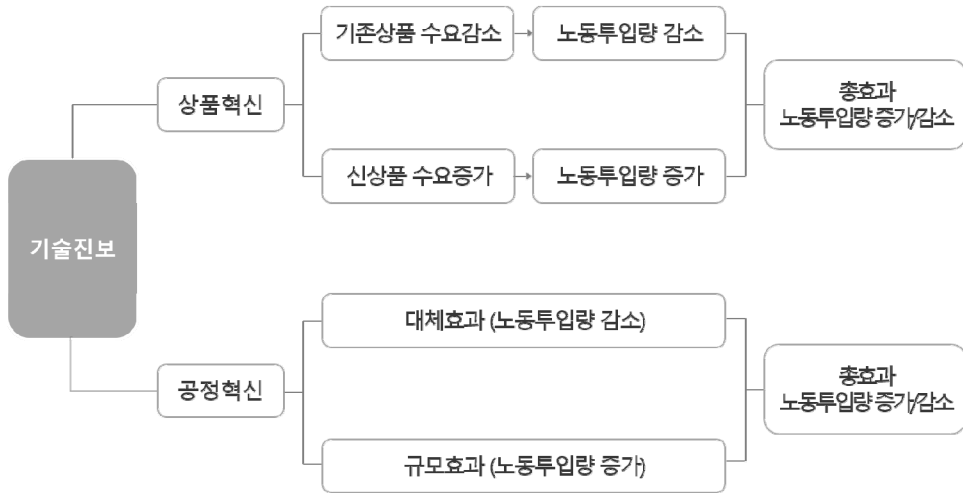 기술진보
상품혁신
기존상품 수요감소
노동투입량 감소
신상품 수요증가
노동투입량 증가
총효과
노동투입량 증가/감소
공정혁신
대체효과 (노동투입량 감소)
규모효과 (노동투입량 증가)
총효과
노동투입량 증가/감소